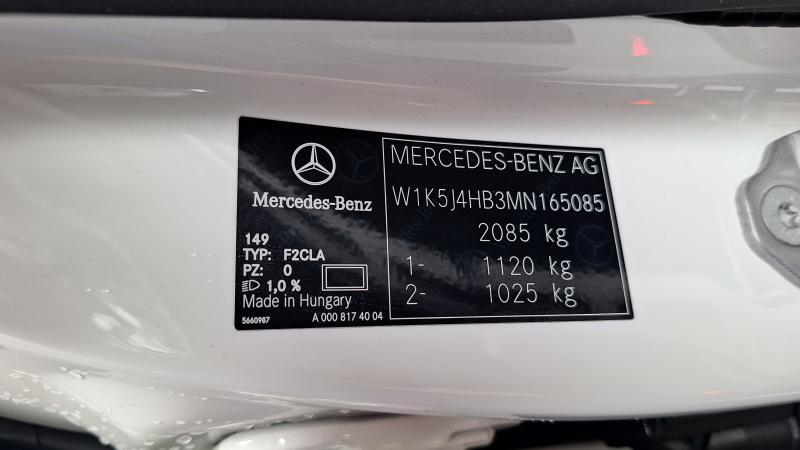 Mercedes-Benz
149
TYP: F2CLA
PZ: 0
1,0 %
Made in Hungary
5660987 A 000 817 40 04
MERCEDES-BENZ AG
W1K5J4HB3MN165085
2085 kg
1- 1120 kg
2- 1025 kg